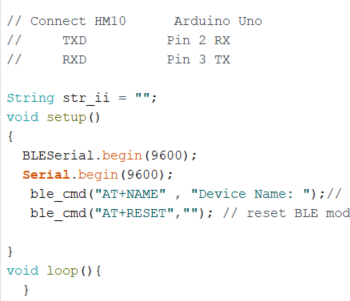 // Connect HM10 Arduino Uno
// TXD Pin 2 RX
// RXD Pin 3 TX
String str_ii = "";
void setup()
{
BLESerial.begin(9600);
Serial.begin(9600);
ble_cmd("AT+NAME" , "Device Name: ");//
ble_cmd("AT+RESET",""); // reset BLE mod
}
void loop(){
}